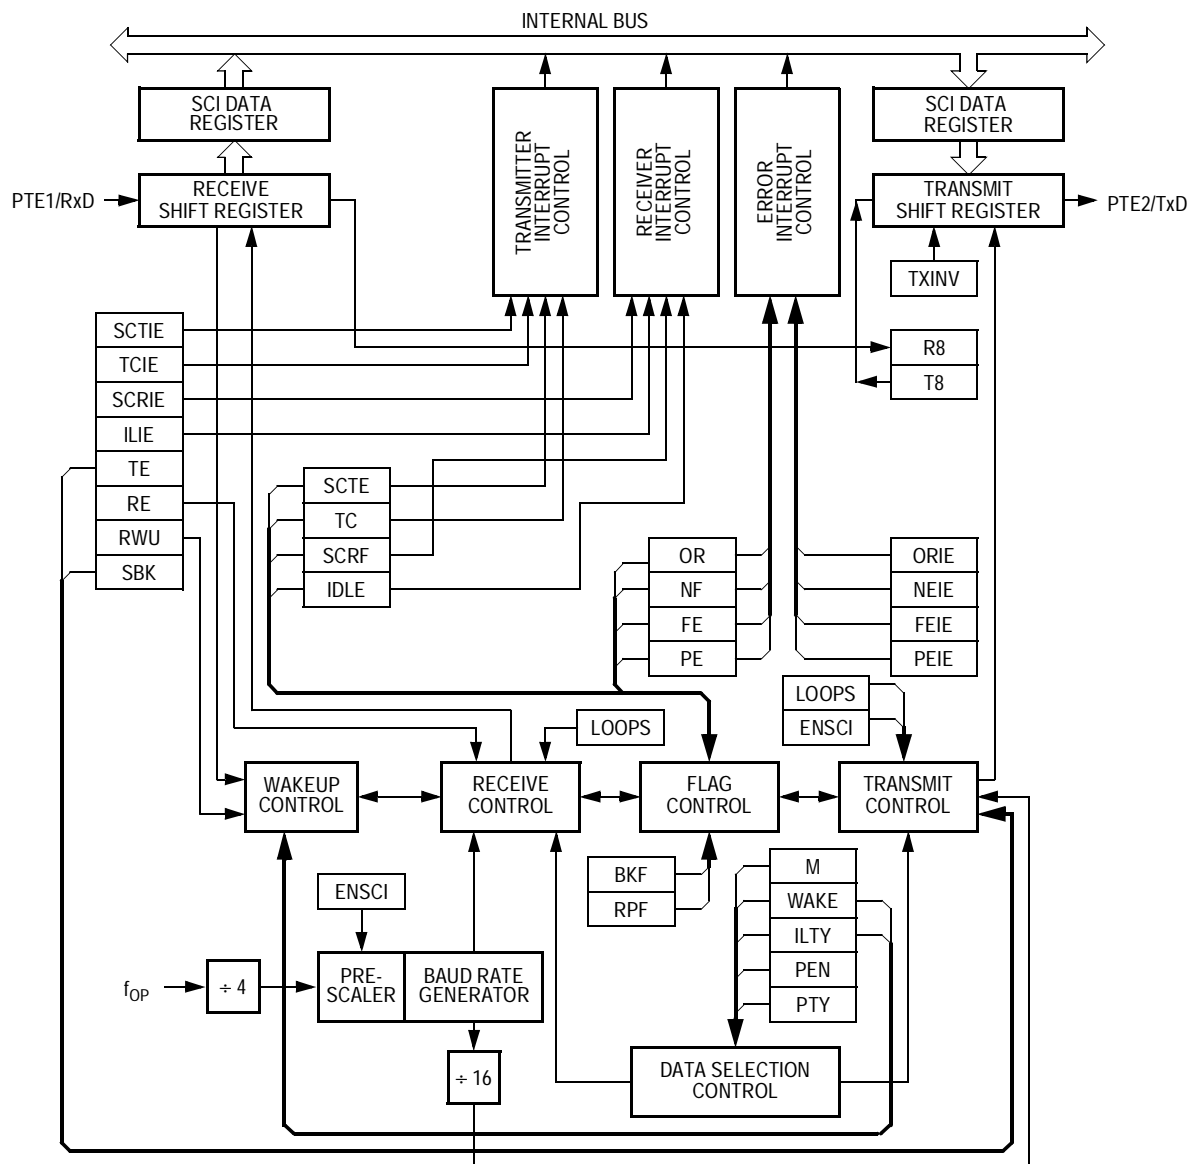 INTERNAL BUS
SCI DATA
REGISTER
TRANSMITTER
INTERRUPT
CONTROL
RECEIVER
INTERRUPT
CONTROL
ERROR
INTERRUPT
CONTROL
SCI DATA
REGISTER
PTE1/RxD
RECEIVE
SHIFT REGISTER
TRANSMIT
SHIFT REGISTER
PTE2/TxD
TXINV
SCTIE
TCIE
SCRIE
ILIE
TE
RE
RWU
SBK
R8
T8
SCTE
TC
SCRF
IDLE
OR
NF
FE
PE
ORIE
NEIE
FEIE
PEIE
LOOPS
LOOPS
ENSCI
WAKEUP
CONTROL
RECEIVE
CONTROL
FLAG
CONTROL
TRANSMIT
CONTROL
ENSCI
BKF
RPF
M
WAKE
ILTY
PEN
PTY
fOP
÷ 4
PRE-
SCALER
BAUD RATE
GENERATOR
÷ 16
DATA SELECTION
CONTROL